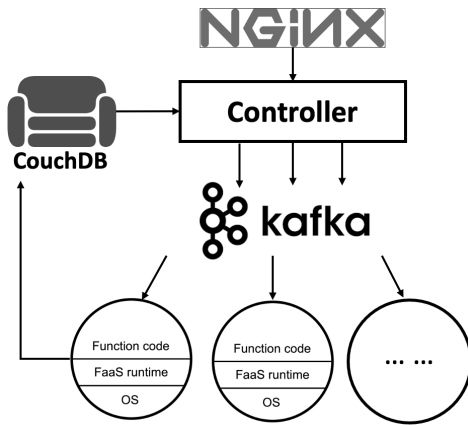 NGiNX
Controller
CouchDB
kafka
Function code
FaaS runtime
OS
Function code
FaaS runtime
OS
... ...